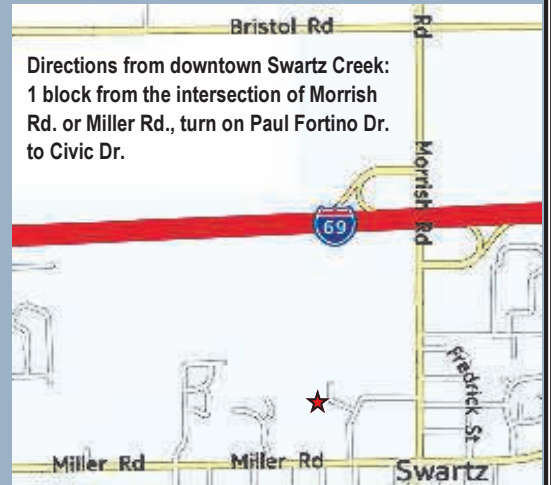 Bristol Rd
Rd
Directions from downtown Swartz Creek:
1 block from the intersection of Morrish
Rd. or Miller Rd., turn on Paul Fortino Dr.
to Civic Dr.
Morrish Rd
69
Fredrick St
Miller Rd
Miller Rd
Swartz